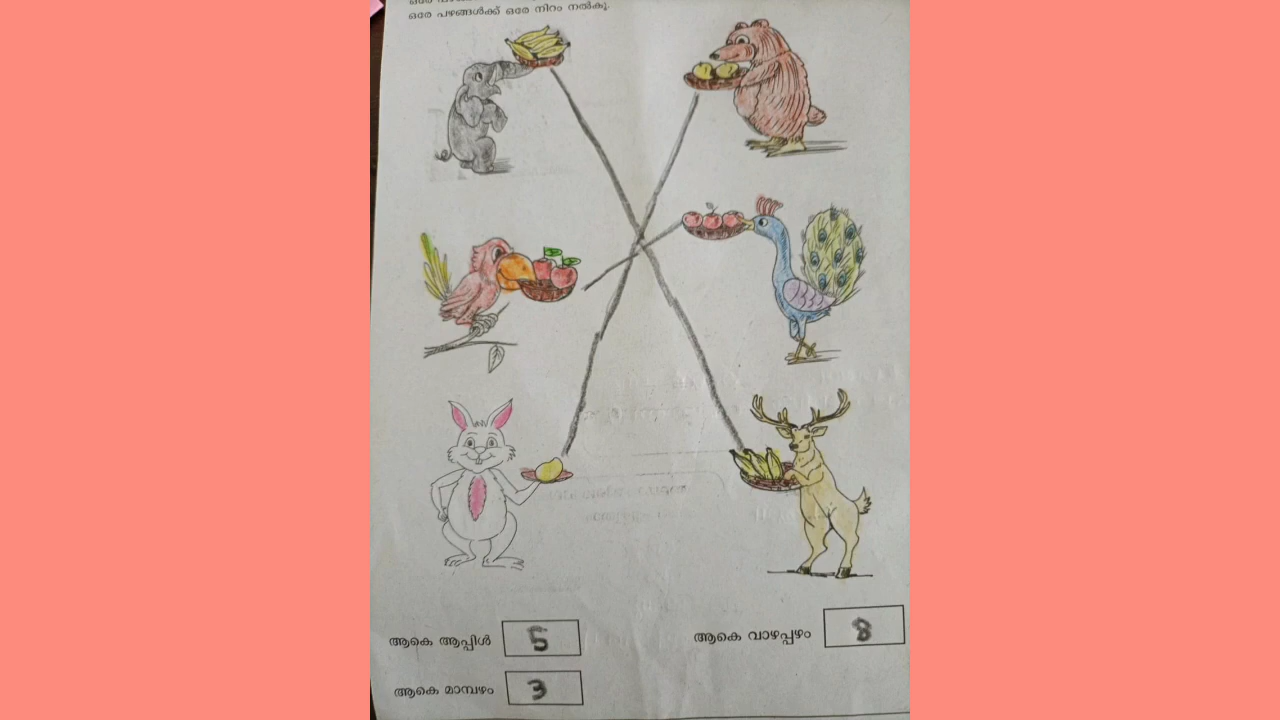 ഒരേ പഴങ്ങൾക്ക് ഒരേ നിറം നൽകൂ.
ആകെ ആപ്പിൾ 5
ആകെ വാഴപ്പഴം 8
ആകെ മാമ്പഴം 3